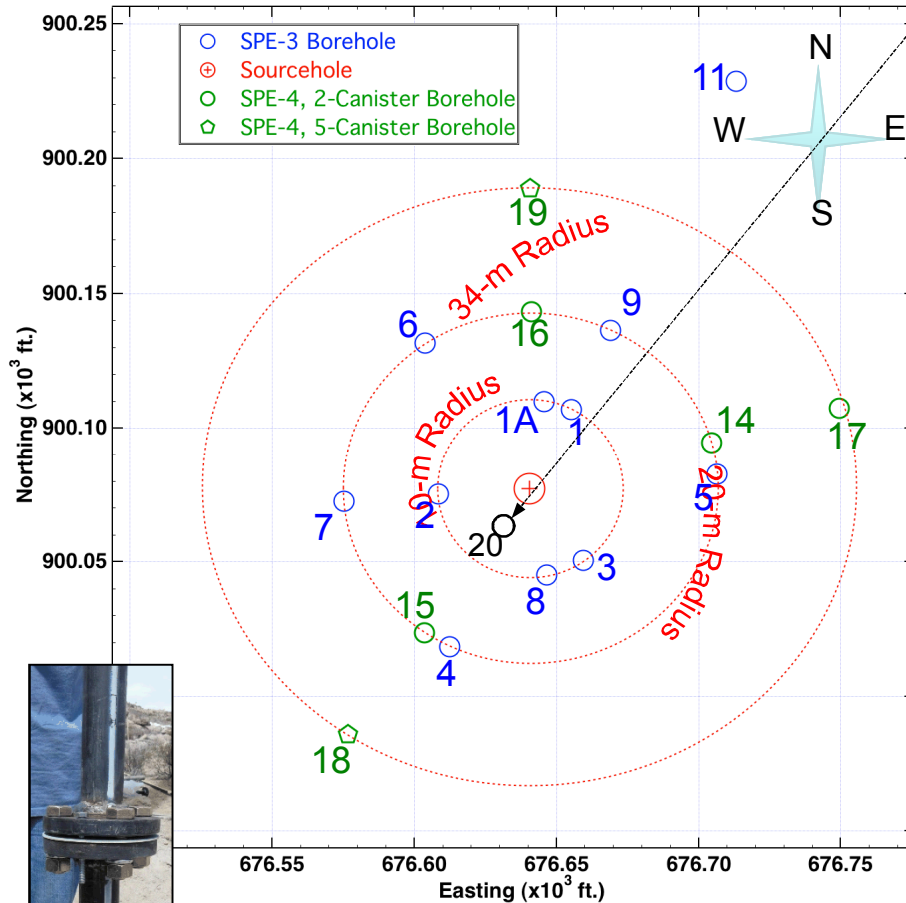 900.25
900.20
900.15
900.10
900.05
Northing (x10³ ft.)
SPE-3 Borehole
Sourcehole
SPE-4, 2-Canister Borehole
SPE-4, 5-Canister Borehole
11
N
W
E
S
19
34-m Radius
6
16
9
10-m Radius
1A
1
14
17
2
5
20-m Radius
7
20
3
8
15
4
18
676.55
676.60
676.65
676.70
676.75
Easting (x10³ ft.)